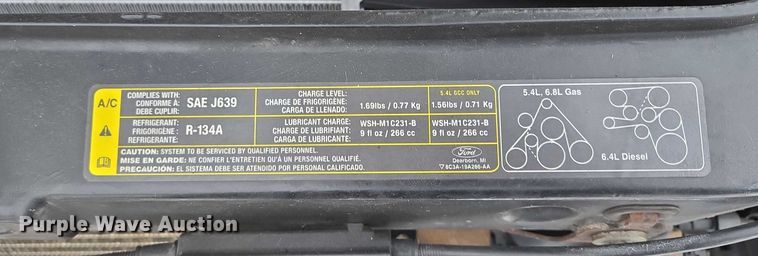 A/C
COMPLIES WITH:
CONFORME À:
DEBE CUPLIR:
SAE J639
CHARGE LEVEL:
CHARGE DE FRIGORIGÈNE:
CARGA DE LLENADO:
1.69lbs / 0.77 Kg
5.4L GCC ONLY
1.56lbs / 0.71 Kg
REFRIGERANT:
FRIGORIGÈNE:
REFRIGERANTE:
R-134A
LUBRICANT CHARGE:
CHARGE DE LUBRIFIANT:
CARGA DE LUBRICANTE:
WSH-M1C231-B
9 fl oz / 266 cc
WSH-M1C231-B
9 fl oz / 266 cc
CAUTION: SYSTEM TO BE SERVICED BY QUALIFIED PERSONNEL.
MISE EN GARDE: NE CONFIER L'ENTRETIEN QU'À UN PERSONNEL QUALIFIÉ.
PRECAUCIÓN: EL SISTEMA DEBE SER ATENDIDO POR PERSONAL CALIFICADO.
Ford
Dearborn, MI
8C3A-19A286-AA
5.4L, 6.8L Gas
6.4L Diesel
Purple Wave Auction